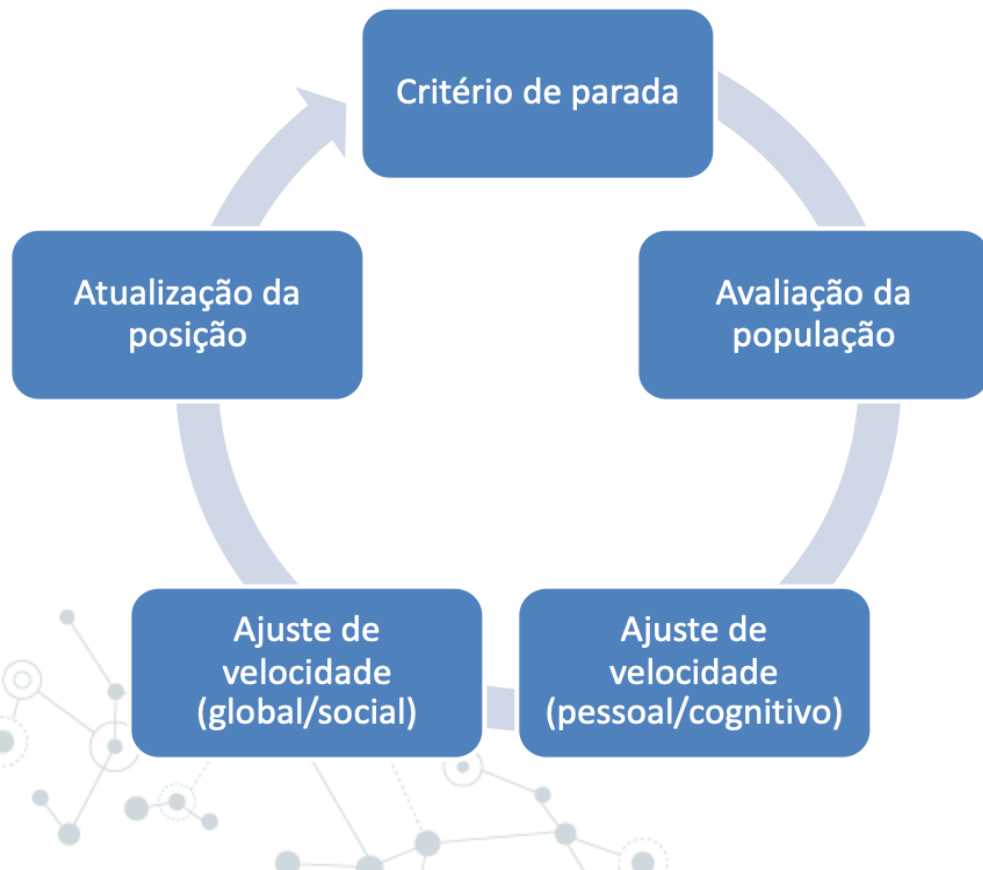 Critério de parada
Avaliação da
população
Ajuste de
velocidade
(pessoal/cognitivo)
Ajuste de
velocidade
(global/social)
Atualização da
posição